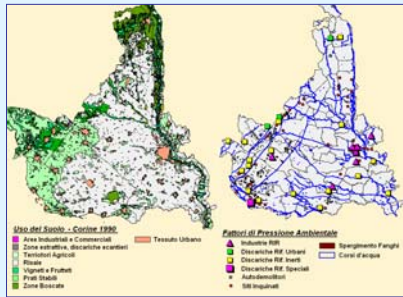 Uso del Suolo - Corine 1990
Aree Industriali e Commerciali
Zone estrattive, discariche escantieri
Territori Agricoli
Risaie
Vigneti e Frutteti
Prati Stabili
Zone Boscate
Tessuto Urbano
Fattori di Pressione Ambientale
Industrie RIR
Discariche Rif. Urbani
Discariche Rif. Inerti
Discariche Rif. Speciali
Autodemolitori
Siti Inquinati
Spargimento Fanghi
Corsi d'acqua